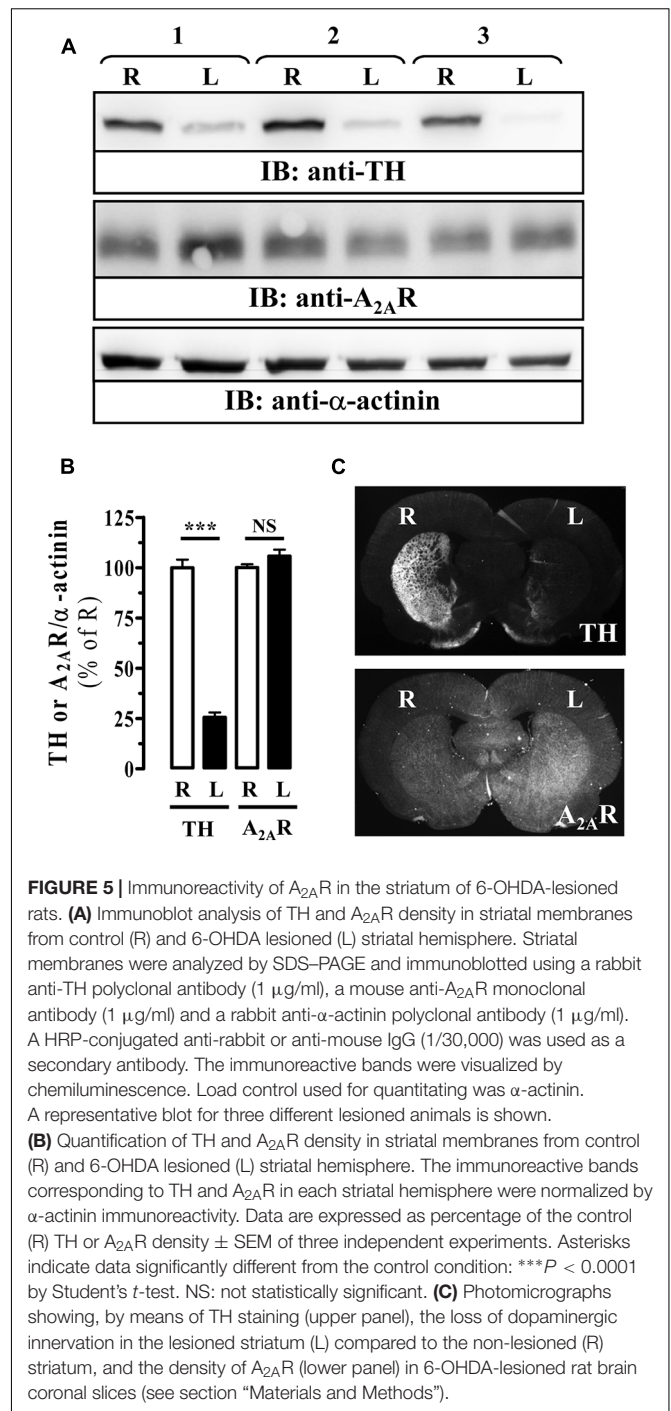 A
1 2 3
R L R L R L
IB: anti-TH
IB: anti-A2AR
IB: anti-α-actinin
B
TH or A2AR/α-actinin
(% of R)
125
100
75
50
25
0
*** NS
R L R L
TH A2AR
C
R L
TH
R L
A2AR
FIGURE 5 | Immunoreactivity of A2AR in the striatum of 6-OHDA-lesioned
rats. (A) Immunoblot analysis of TH and A2AR density in striatal membranes
from control (R) and 6-OHDA lesioned (L) striatal hemisphere. Striatal
membranes were analyzed by SDS–PAGE and immunoblotted using a rabbit
anti-TH polyclonal antibody (1 μg/ml), a mouse anti-A2AR monoclonal
antibody (1 μg/ml) and a rabbit anti-α-actinin polyclonal antibody (1 μg/ml).
A HRP-conjugated anti-rabbit or anti-mouse IgG (1/30,000) was used as a
secondary antibody. The immunoreactive bands were visualized by
chemiluminescence. Load control used for quantitating was α-actinin.
A representative blot for three different lesioned animals is shown.
(B) Quantification of TH and A2AR density in striatal membranes from control
(R) and 6-OHDA lesioned (L) striatal hemisphere. The immunoreactive bands
corresponding to TH and A2AR in each striatal hemisphere were normalized by
α-actinin immunoreactivity. Data are expressed as percentage of the control
(R) TH or A2AR density ± SEM of three independent experiments. Asterisks
indicate data significantly different from the control condition: ***P < 0.0001
by Student's t-test. NS: not statistically significant. (C) Photomicrographs
showing, by means of TH staining (upper panel), the loss of dopaminergic
innervation in the lesioned striatum (L) compared to the non-lesioned (R)
striatum, and the density of A2AR (lower panel) in 6-OHDA-lesioned rat brain
coronal slices (see section “Materials and Methods”).